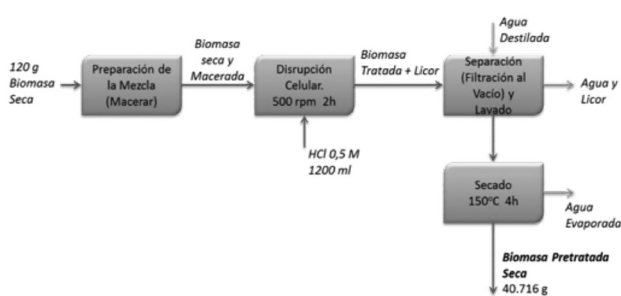 120 g
Biomasa
Seca
Preparación de
la Mezcla
(Macerar)
Biomasa
seca y
Macerada
Disrupción
Celular.
500 rpm 2h
HCl 0,5 M
1200 ml
Biomasa
Tratada + Licor
Agua
Destilada
Separación
(Filtración al
Vacío) y
Lavado
Agua y
Licor
Secado
150ºC 4h
Agua
Evaporada
Biomasa Pretratada
Seca
40.716 g